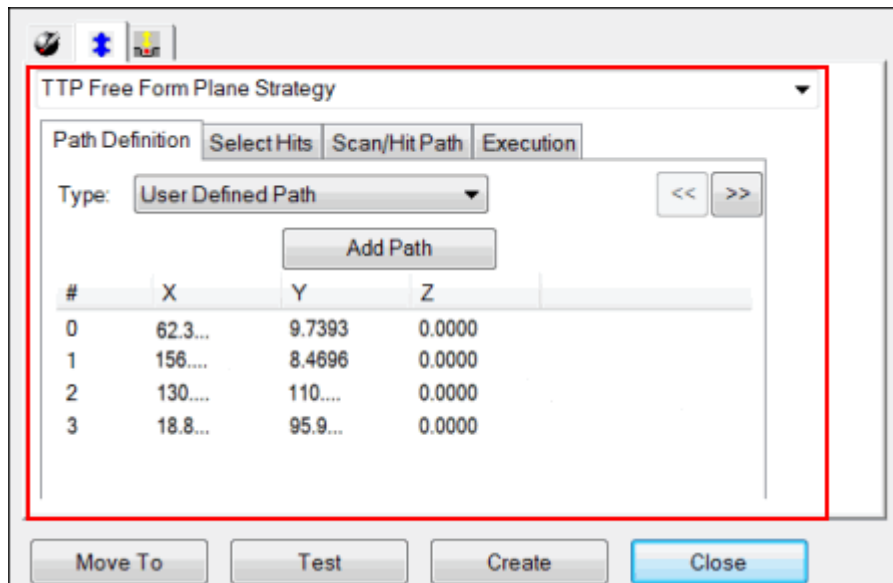 TTP Free Form Plane Strategy
Path Definition Select Hits Scan/Hit Path Execution
Type: User Defined Path << >>
Add Path
# X Y Z
0 62.3... 9.7393 0.0000
1 156.... 8.4696 0.0000
2 130.... 110.... 0.0000
3 18.8... 95.9... 0.0000
Move To Test Create Close